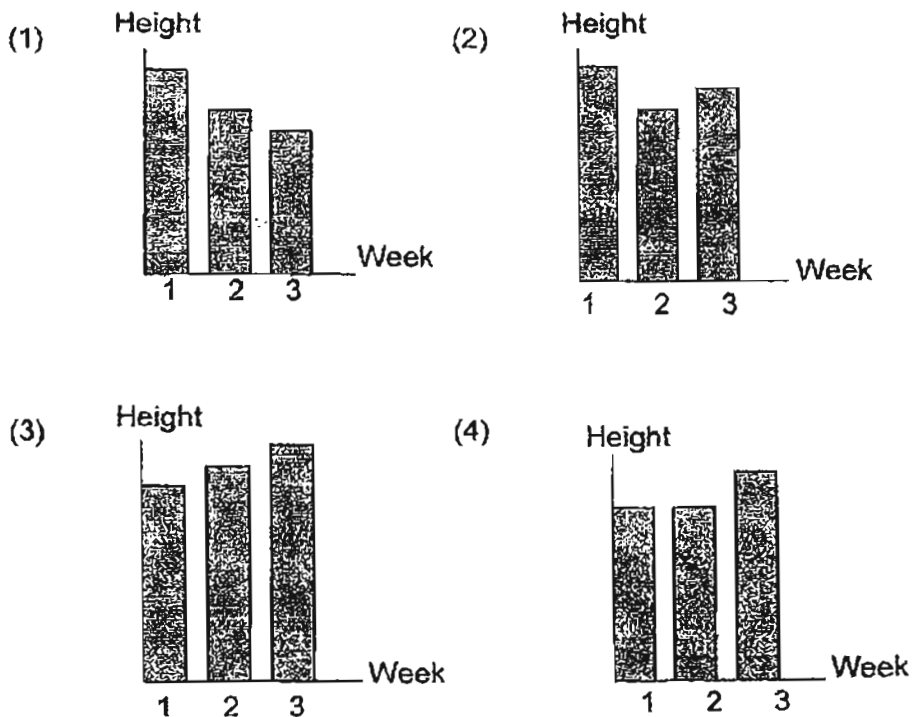 (1)
Height
Week
1 2 3
(2)
Height
Week
1 2 3
(3)
Height
Week
1 2 3
(4)
Height
Week
1 2 3